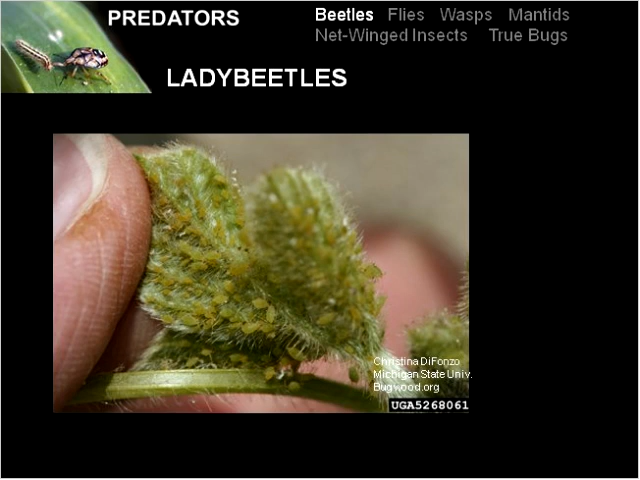 PREDATORS
Beetles Flies Wasps Mantids
Net-Winged Insects True Bugs
LADYBEETLES
Christina DiFonzo
Michigan State Univ.
Bugwood.org
UGA5268061